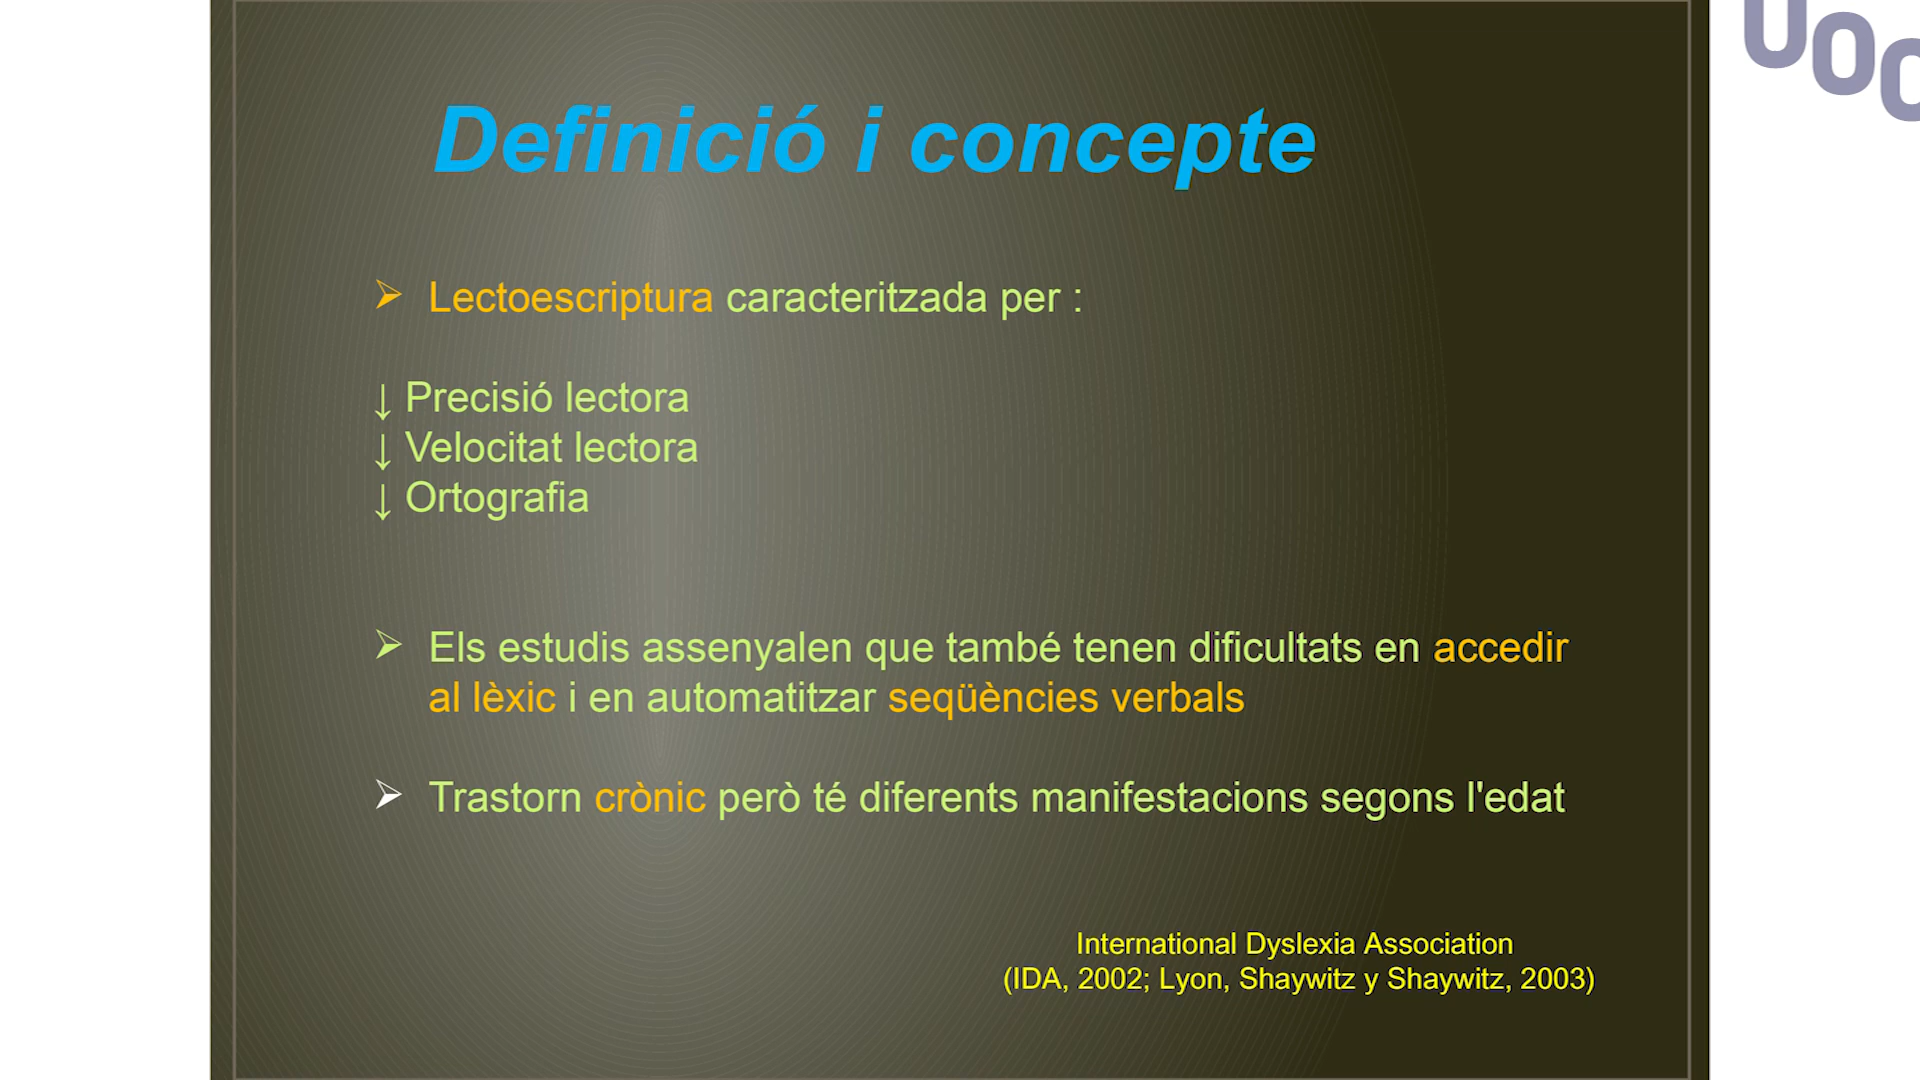 UOC
Definició i concepte
➢ Lectoescriptura caracteritzada per :
↓ Precisió lectora
↓ Velocitat lectora
↓ Ortografia
➢ Els estudis assenyalen que també tenen dificultats en accedir
al lèxic i en automatitzar seqüències verbals
➢ Trastorn crònic però té diferents manifestacions segons l'edat
International Dyslexia Association
(IDA, 2002; Lyon, Shaywitz y Shaywitz, 2003)